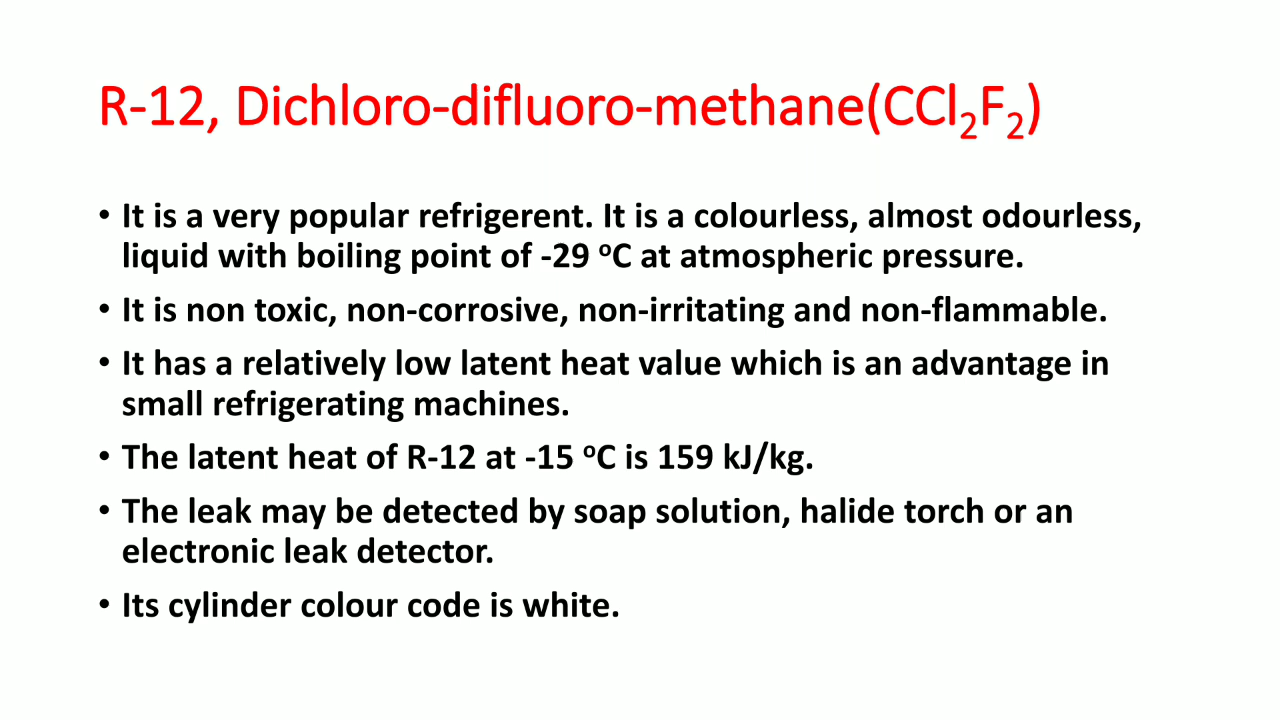 R-12, Dichloro-difluoro-methane(CCl₂F₂)
• It is a very popular refrigerent. It is a colourless, almost odourless,
liquid with boiling point of -29 ᵒC at atmospheric pressure.
• It is non toxic, non-corrosive, non-irritating and non-flammable.
• It has a relatively low latent heat value which is an advantage in
small refrigerating machines.
• The latent heat of R-12 at -15 ᵒC is 159 kJ/kg.
• The leak may be detected by soap solution, halide torch or an
electronic leak detector.
• Its cylinder colour code is white.